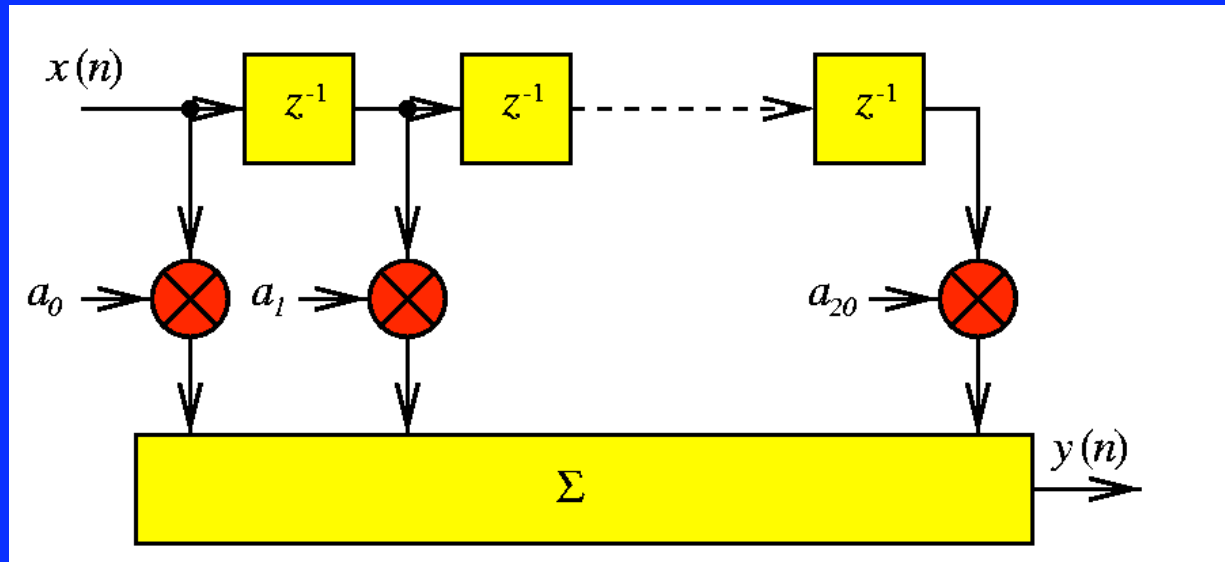 x(n)
z⁻¹ z⁻¹ z⁻¹
a₀ a₁ a₂₀
Σ
y(n)